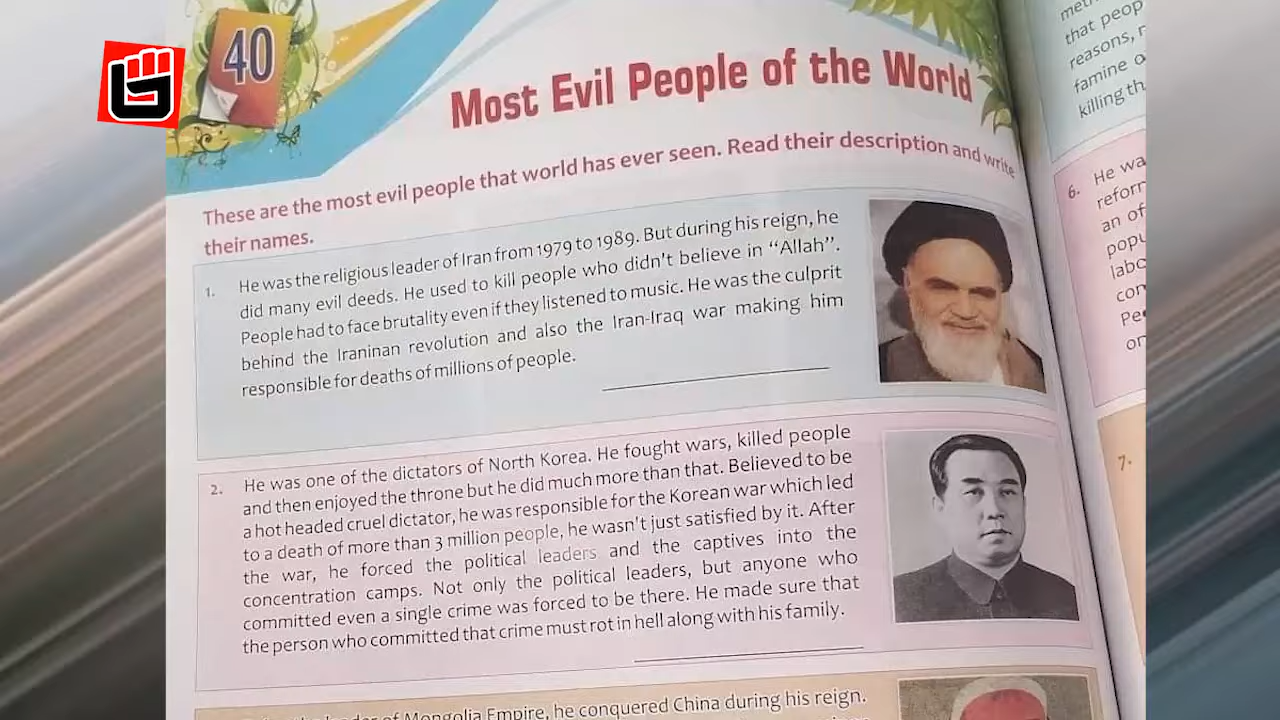 40
Most Evil People of the World
These are the most evil people that world has ever seen. Read their description and write
their names.
1. He was the religious leader of Iran from 1979 to 1989. But during his reign, he
did many evil deeds. He used to kill people who didn't believe in "Allah".
People had to face brutality even if they listened to music. He was the culprit
behind the Iraninan revolution and also the Iran-Iraq war making him
responsible for deaths of millions of people.
2. He was one of the dictators of North Korea. He fought wars, killed people
and then enjoyed the throne but he did much more than that. Believed to be
a hot headed cruel dictator, he was responsible for the Korean war which led
to a death of more than 3 million people, he wasn't just satisfied by it. After
the war, he forced the political leaders and the captives into the
concentration camps. Not only the political leaders, but anyone who
committed even a single crime was forced to be there. He made sure that
the person who committed that crime must rot in hell along with his family.
of Mongolia Empire, he conquered China during his reign.
that peop
reasons,
famine
killing th
6. He wa
reforr
an of
popu
labo
con
Pe
or
7.